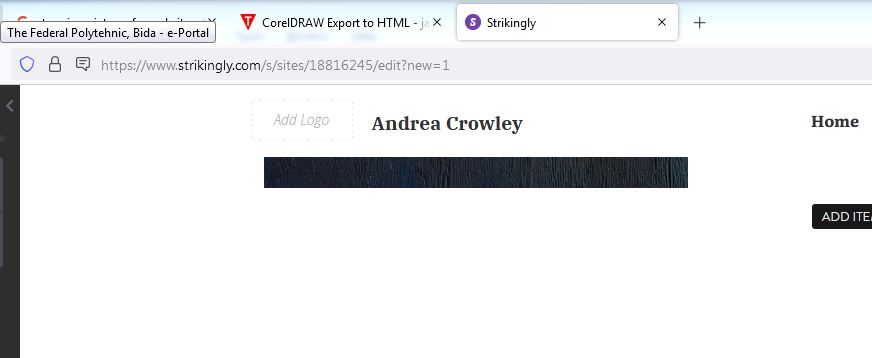 CorelDRAW Export to HTML - ja
Strikingly
The Federal Polytehnic, Bida - e-Portal
https://www.strikingly.com/s/sites/18816245/edit?new=1
Add Logo
Andrea Crowley
Home
ADD ITE